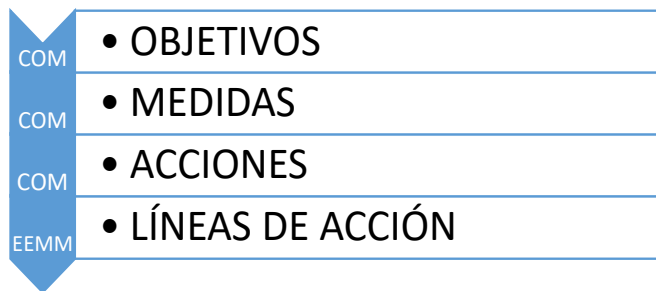 COM
• OBJETIVOS
COM
• MEDIDAS
COM
• ACCIONES
EEMM
• LÍNEAS DE ACCIÓN